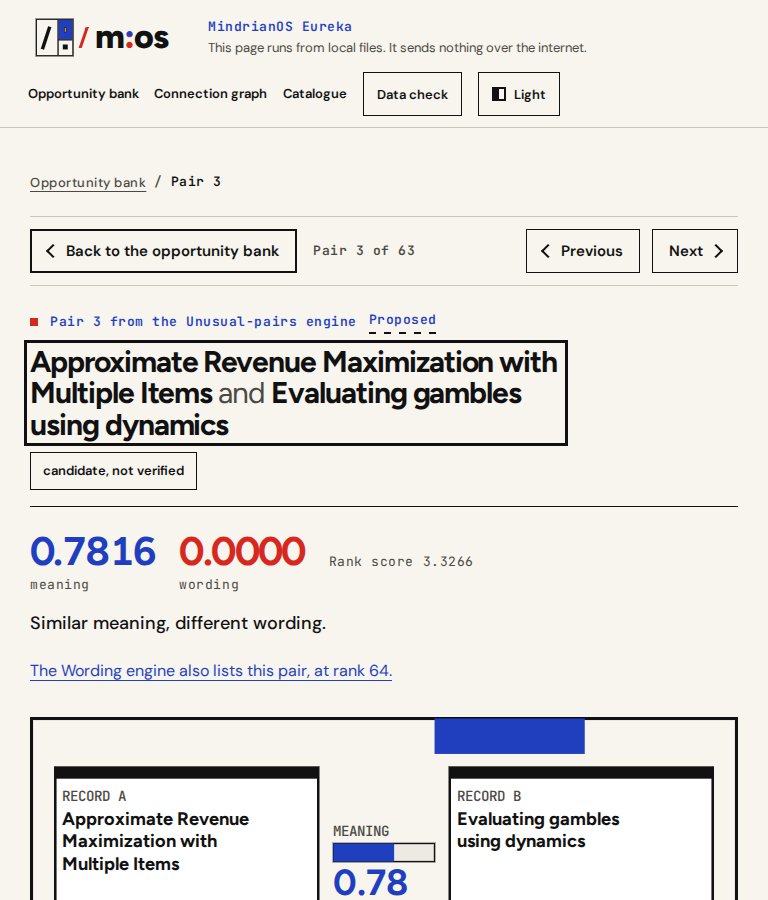 / m:os
MindrianOS Eureka
This page runs from local files. It sends nothing over the internet.
Opportunity bank
Connection graph
Catalogue
Data check
Light
Opportunity bank / Pair 3
Back to the opportunity bank
Pair 3 of 63
Previous
Next
Pair 3 from the Unusual-pairs engine
Proposed
Approximate Revenue Maximization with
Multiple Items and Evaluating gambles
using dynamics
candidate, not verified
0.7816
meaning
0.0000
wording
Rank score 3.3266
Similar meaning, different wording.
The Wording engine also lists this pair, at rank 64.
RECORD A
Approximate Revenue
Maximization with
Multiple Items
MEANING
0.78
RECORD B
Evaluating gambles
using dynamics